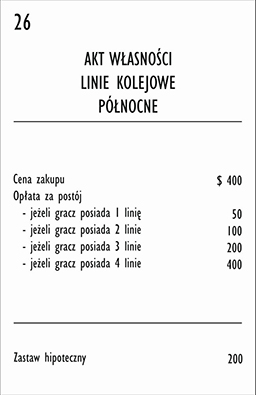 26
AKT WŁASNOŚCI
LINIE KOLEJOWE
PÓŁNOCNE
Cena zakupu $ 400
Opłata za postój
- jeżeli gracz posiada 1 linię 50
- jeżeli gracz posiada 2 linie 100
- jeżeli gracz posiada 3 linie 200
- jeżeli gracz posiada 4 linie 400
Zastaw hipoteczny 200